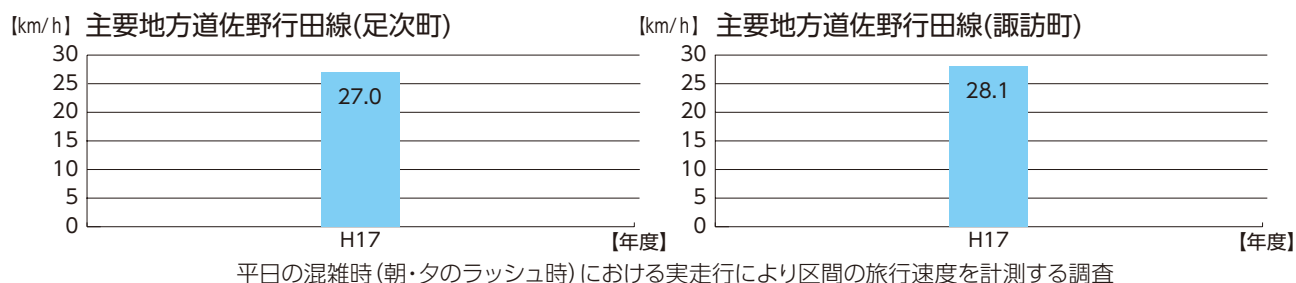 【km/h】 主要地方道佐野行田線(足次町)
30
25
20
15
10
5
0
27.0
H17
【年度】
【km/h】 主要地方道佐野行田線(諏訪町)
30
25
20
15
10
5
0
28.1
H17
【年度】
平日の混雑時(朝・夕のラッシュ時)における実走行により区間の旅行速度を計測する調査